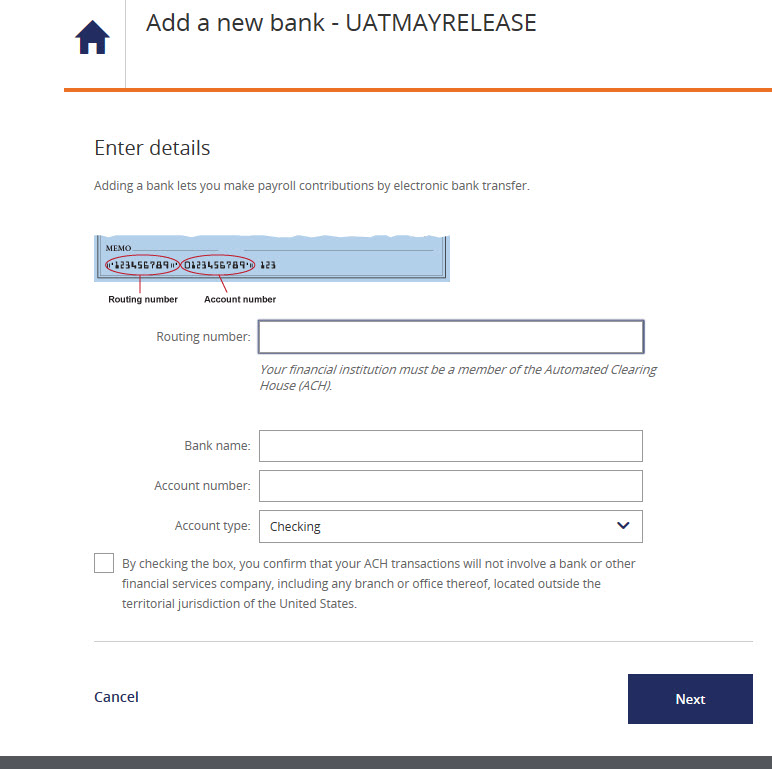 Add a new bank - UATMAYRELEASE
Enter details
Adding a bank lets you make payroll contributions by electronic bank transfer.
MEMO
⑈123456789⑈ 0123456789⑈ 123
Routing number Account number
Routing number:
Your financial institution must be a member of the Automated Clearing
House (ACH).
Bank name:
Account number:
Account type: Checking
By checking the box, you confirm that your ACH transactions will not involve a bank or other
financial services company, including any branch or office thereof, located outside the
territorial jurisdiction of the United States.
Cancel Next